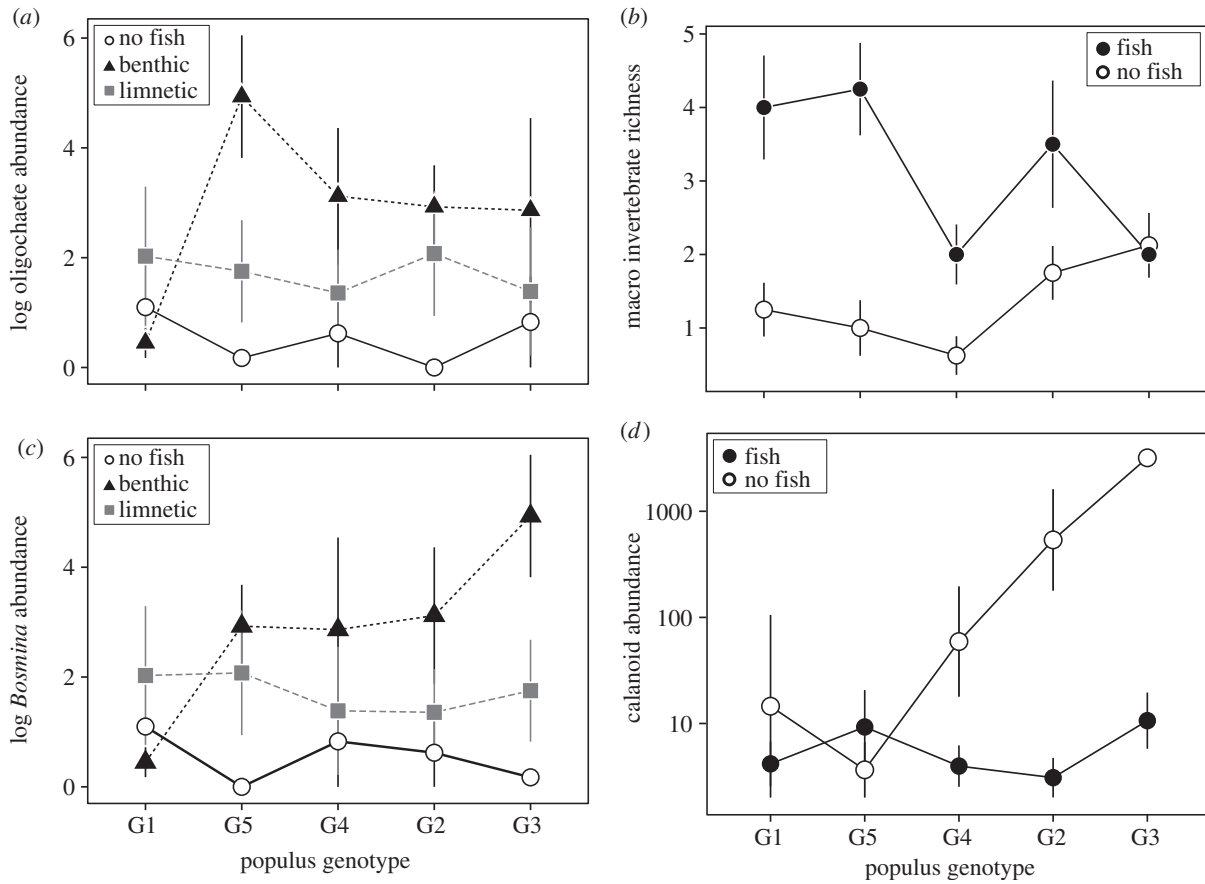 (a)
6
4
2
0
log oligochaete abundance
no fish
benthic
limnetic
(b)
5
4
3
2
1
macro invertebrate richness
fish
no fish
(c)
6
4
2
0
log Bosmina abundance
no fish
benthic
limnetic
G1 G5 G4 G2 G3
populus genotype
(d)
1000
100
10
calanoid abundance
fish
no fish
G1 G5 G4 G2 G3
populus genotype